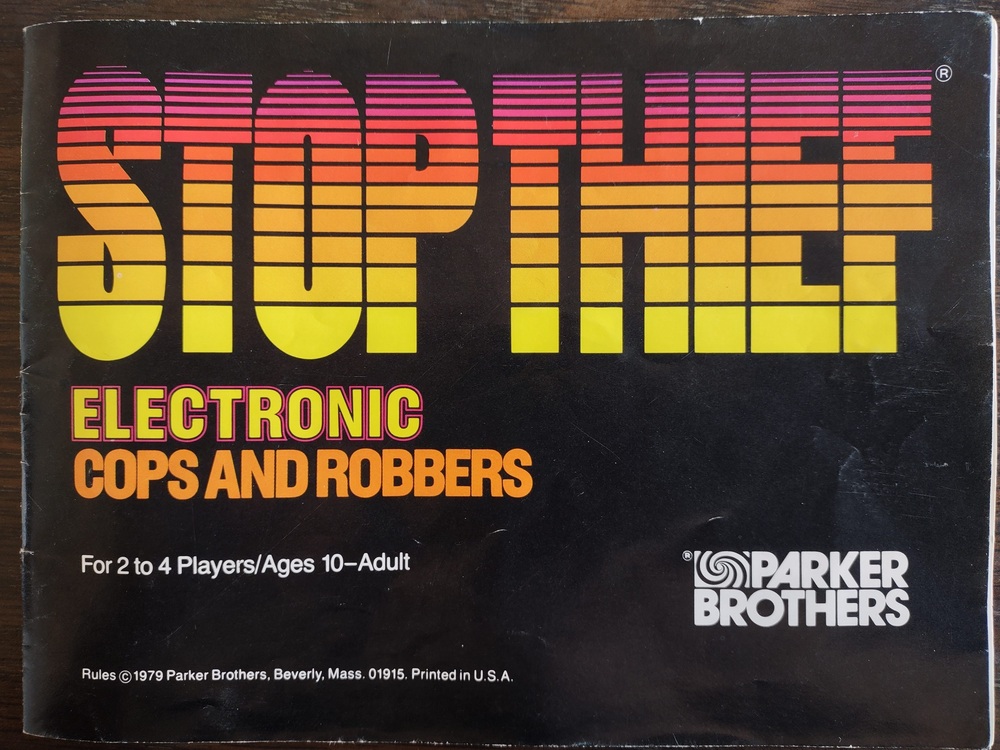 STOP THIEF®
ELECTRONIC
COPS AND ROBBERS
For 2 to 4 Players/Ages 10–Adult
® PARKER
BROTHERS
Rules © 1979 Parker Brothers, Beverly, Mass. 01915. Printed in U.S.A.